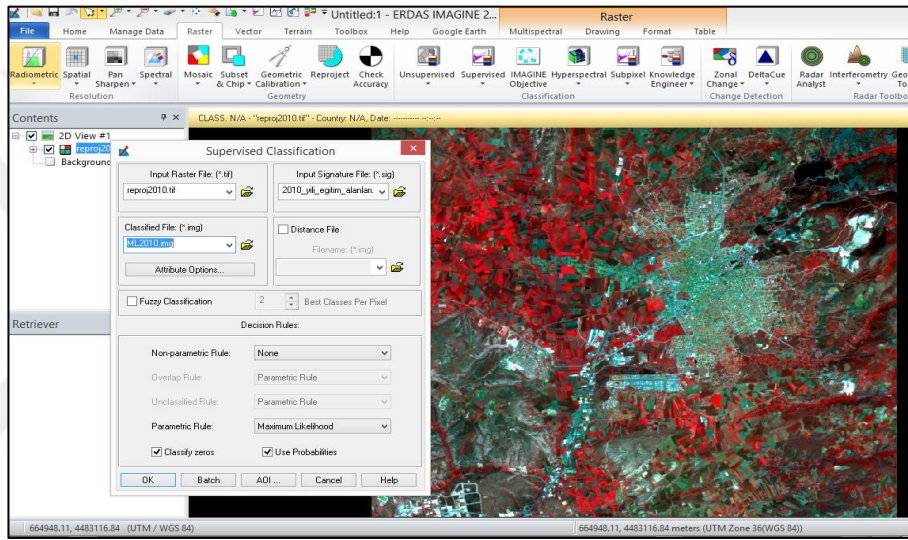 Untitled:1 - ERDAS IMAGINE 2...
Raster
File Home Manage Data Raster Vector Terrain Toolbox Help Google Earth Multispectral Drawing Format Table
Radiometric Spatial Pan Sharpen Spectral Mosaic Subset & Chip Geometric Calibration Reproject Check Accuracy Unsupervised Supervised IMAGINE Objective Hyperspectral Subpixel Knowledge Engineer Zonal Change DeltaCue Radar Analyst Interferometry
Resolution Geometry Classification Change Detection Radar Toolbo
Contents
CLASS. N/A - "reproj2010.tif" - Country: N/A, Date: ----------- --:--:--
2D View #1
reproj20
Background
Retriever
Supervised Classification
Input Raster File: (*.tif) Input Signature File: (*.sig)
reproj2010.tif 2010_yili_egitim_alanları.
Classified File: (*.img) Distance File
ML2010.img Filename: (*.img)
Attribute Options...
Fuzzy Classification 2 Best Classes Per Pixel
Decision Rules:
Non-parametric Rule: None
Overlap Rule: Parametric Rule
Unclassified Rule: Parametric Rule
Parametric Rule: Maximum Likelihood
Classify zeros Use Probabilities
OK Batch AOI ... Cancel Help
664948.11, 4483116.84 (UTM / WGS 84) 664948.11, 4483116.84 meters (UTM Zone 36(WGS 84))